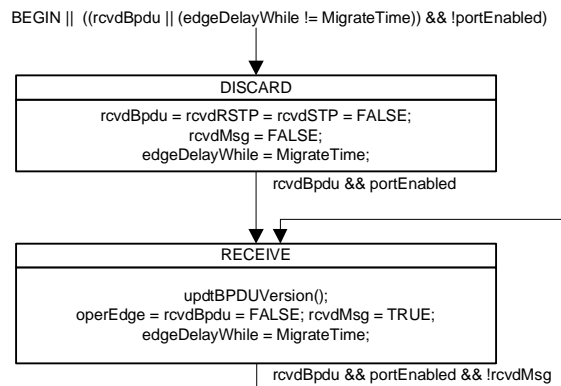 BEGIN || ((rcvdBpdu || (edgeDelayWhile != MigrateTime)) && !portEnabled)
DISCARD
rcvdBpdu = rcvdRSTP = rcvdSTP = FALSE;
rcvdMsg = FALSE;
edgeDelayWhile = MigrateTime;
rcvdBpdu && portEnabled
RECEIVE
updtBPDUVersion();
operEdge = rcvdBpdu = FALSE; rcvdMsg = TRUE;
edgeDelayWhile = MigrateTime;
rcvdBpdu && portEnabled && !rcvdMsg